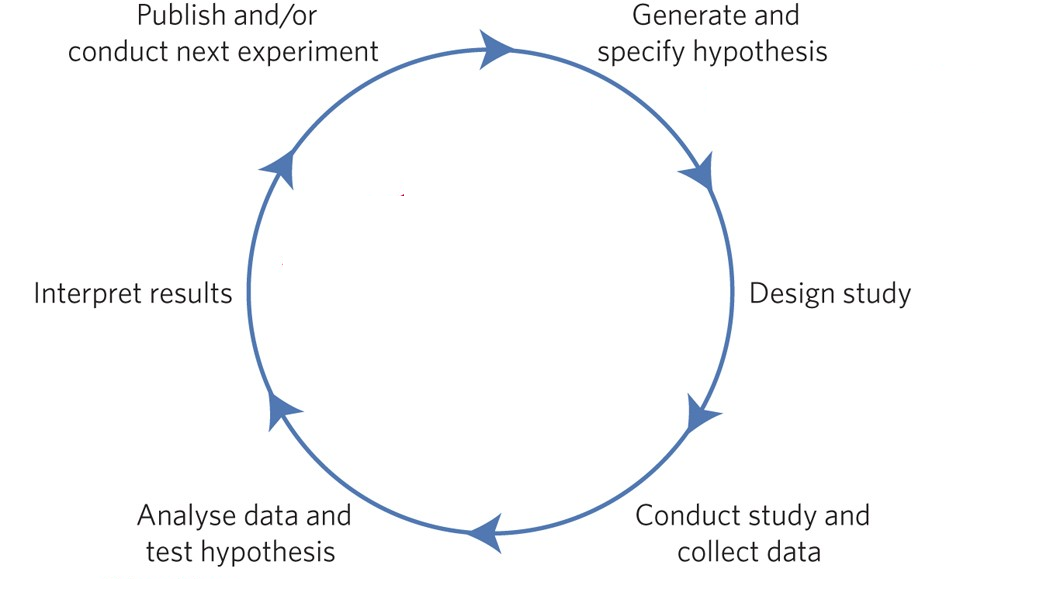 Publish and/or
conduct next experiment
Generate and
specify hypothesis
Interpret results
Design study
Analyse data and
test hypothesis
Conduct study and
collect data